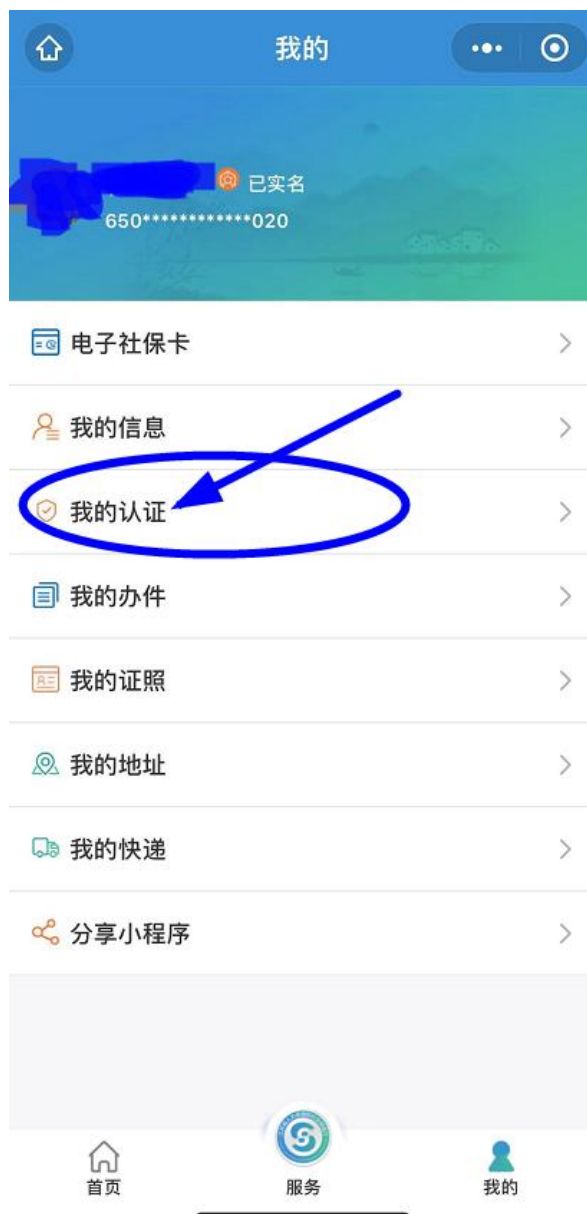 我的
已实名
650************020
电子社保卡
我的信息
我的认证
我的办件
我的证照
我的地址
我的快递
分享小程序
首页
服务
我的